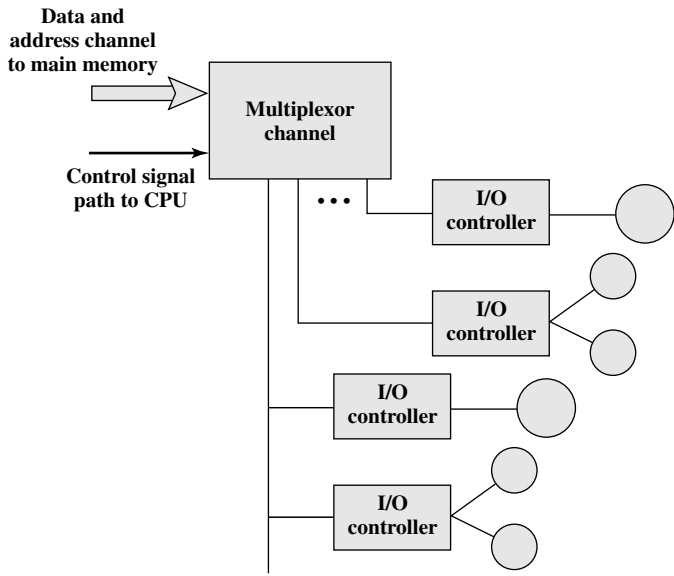 Data and
address channel
to main memory
Multiplexor
channel
Control signal
path to CPU
I/O
controller
I/O
controller
I/O
controller
I/O
controller